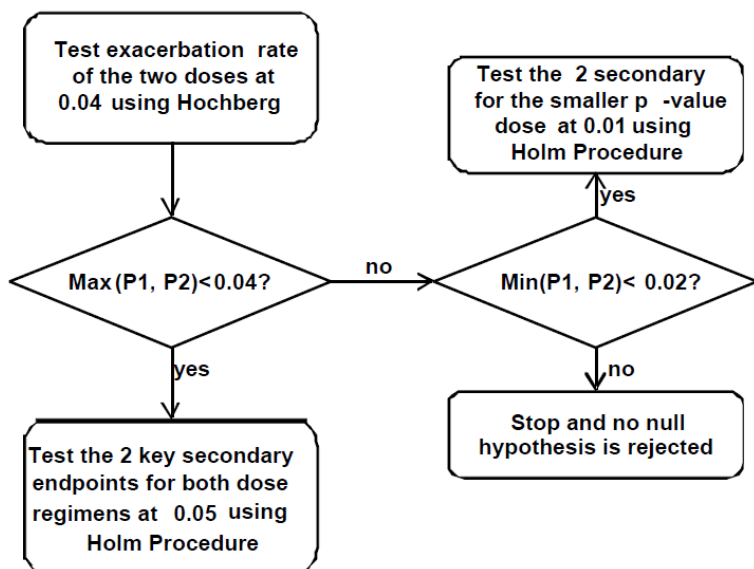 Test exacerbation rate
of the two doses at
0.04 using Hochberg
Test the 2 secondary
for the smaller p -value
dose at 0.01 using
Holm Procedure
yes
Max(P1, P2)<0.04?
no
Min(P1, P2)< 0.02?
yes
no
Test the 2 key secondary
endpoints for both dose
regimens at 0.05 using
Holm Procedure
Stop and no null
hypothesis is rejected